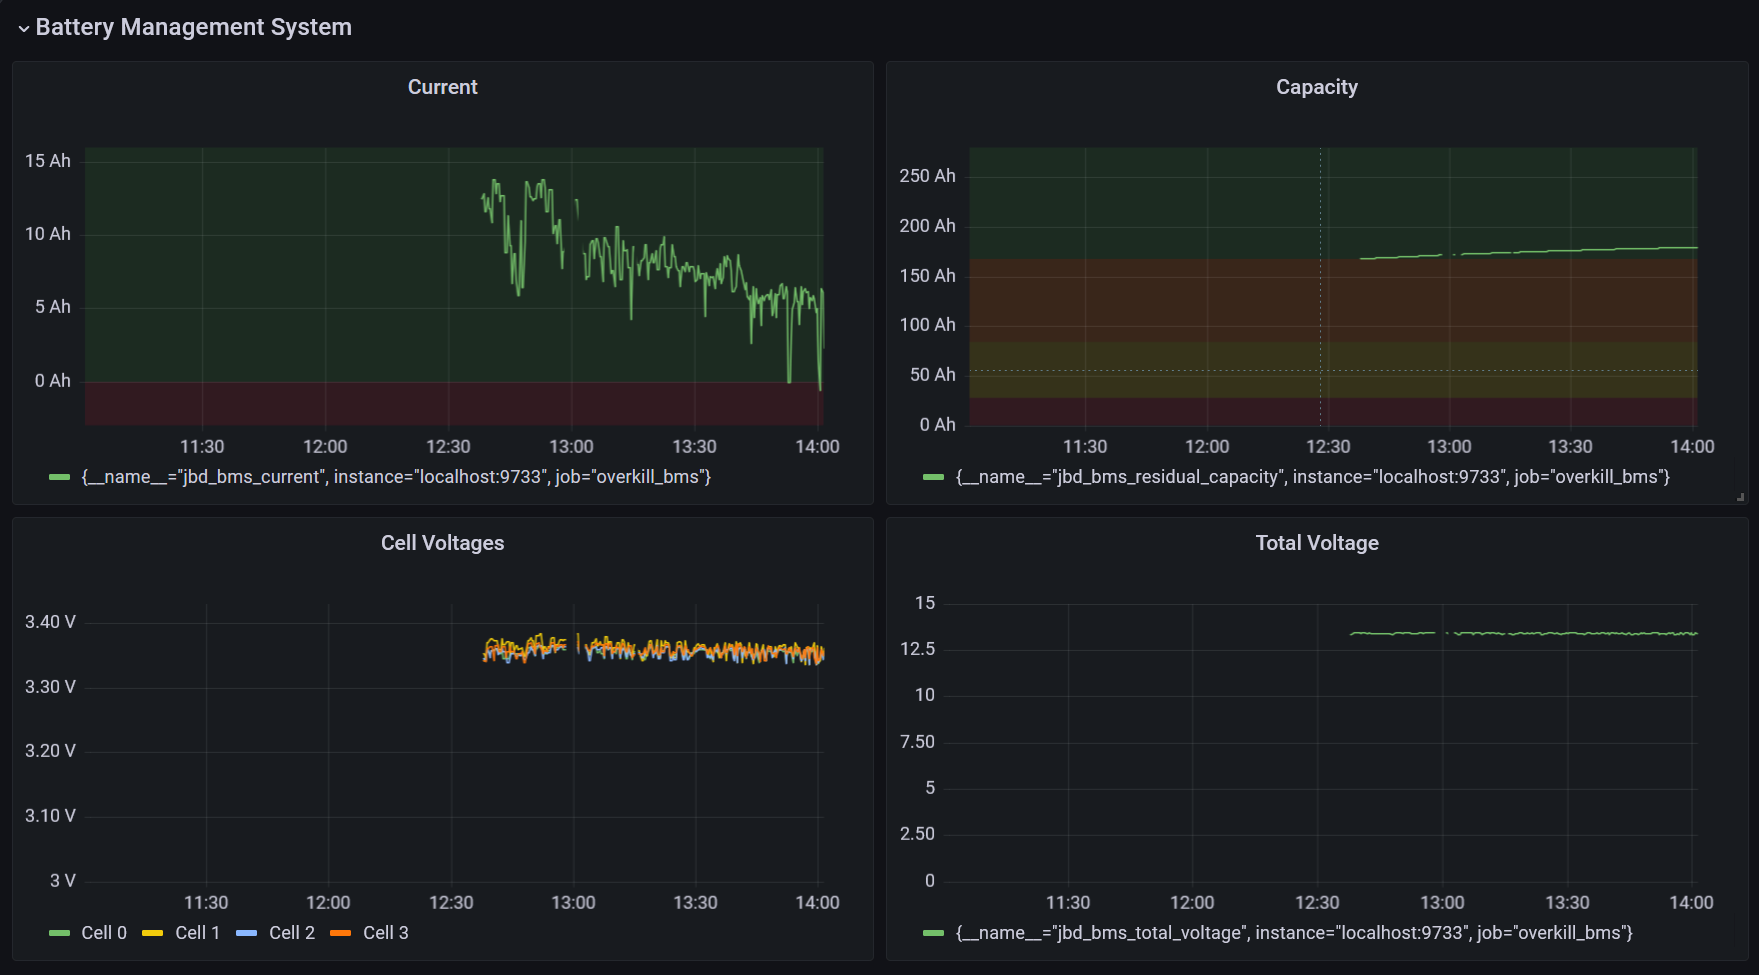 Battery Management System
Current
15 Ah
10 Ah
5 Ah
0 Ah
11:30 12:00 12:30 13:00 13:30 14:00
{__name__="jbd_bms_current", instance="localhost:9733", job="overkill_bms"}
Capacity
250 Ah
200 Ah
150 Ah
100 Ah
50 Ah
0 Ah
11:30 12:00 12:30 13:00 13:30 14:00
{__name__="jbd_bms_residual_capacity", instance="localhost:9733", job="overkill_bms"}
Cell Voltages
3.40 V
3.30 V
3.20 V
3.10 V
3 V
11:30 12:00 12:30 13:00 13:30 14:00
Cell 0 Cell 1 Cell 2 Cell 3
Total Voltage
15
12.5
10
7.50
5
2.50
0
11:30 12:00 12:30 13:00 13:30 14:00
{__name__="jbd_bms_total_voltage", instance="localhost:9733", job="overkill_bms"}